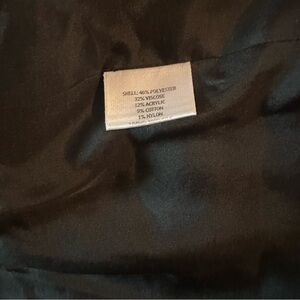 SHELL: 46% POLYESTER
32% VISCOSE
12% ACRYLIC
9% COTTON
1% NYLON